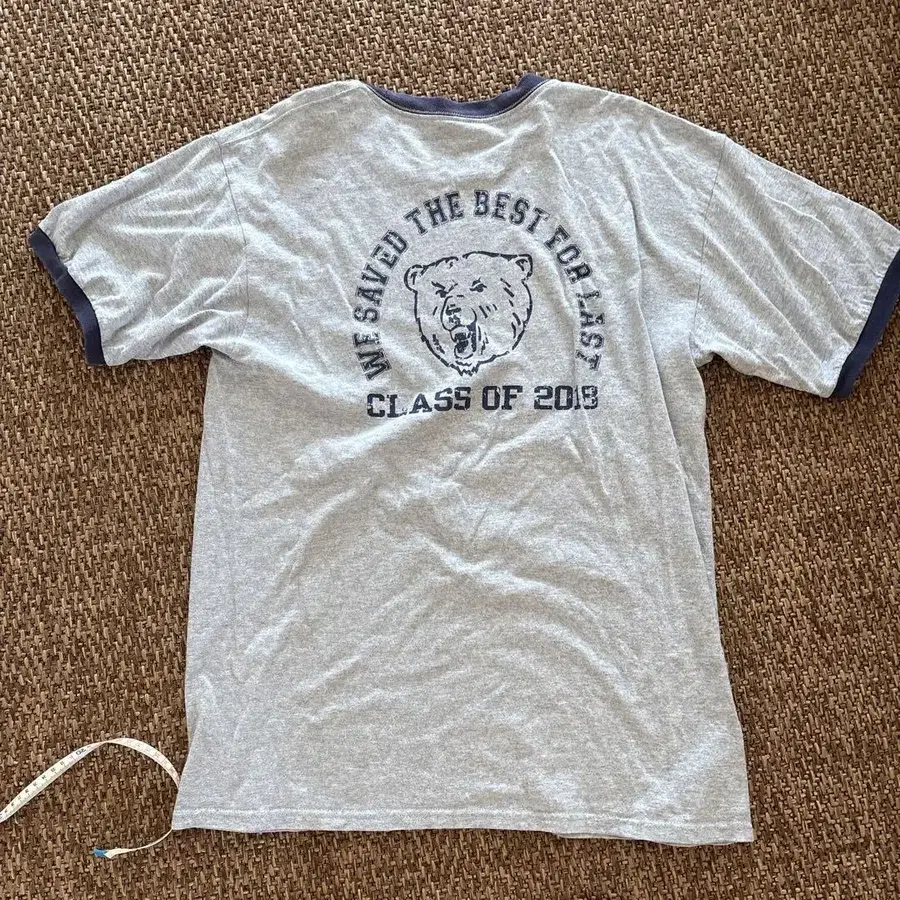 WE SAVED THE BEST FOR LAST
CLASS OF 2018